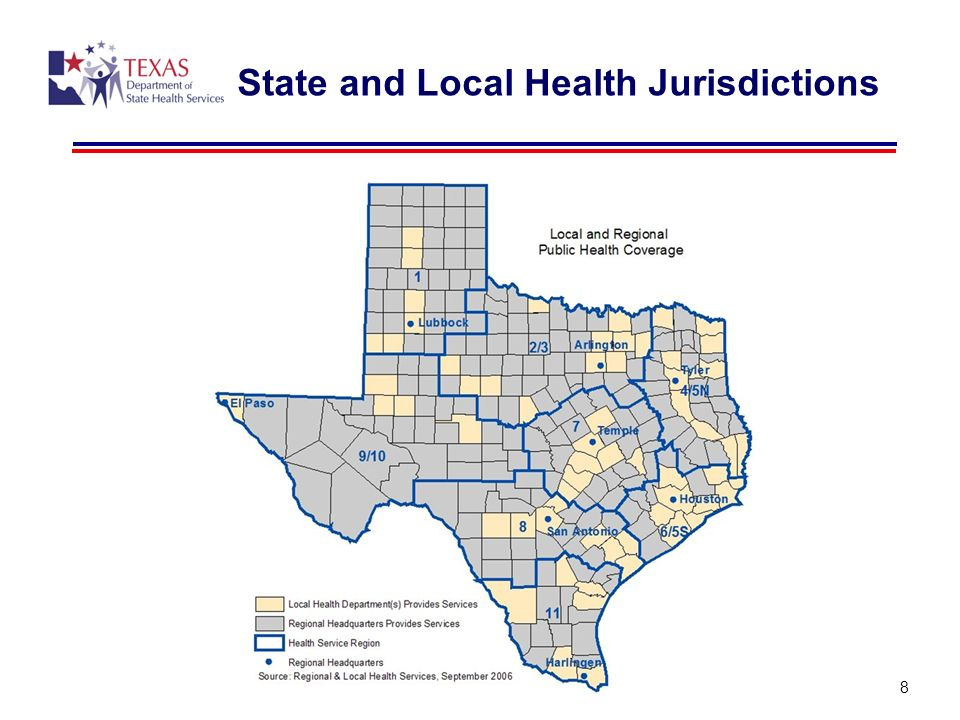 TEXAS
Department of
State Health Services
State and Local Health Jurisdictions
Local and Regional
Public Health Coverage
1
Lubbock
2/3
Arlington
Tyler
4/5N
El Paso
7
Temple
9/10
Houston
8
San Antonio
6/5S
11
Harlingen
Local Health Department(s) Provides Services
Regional Headquarters Provides Services
Health Service Region
Regional Headquarters
Source: Regional & Local Health Services, September 2006
8